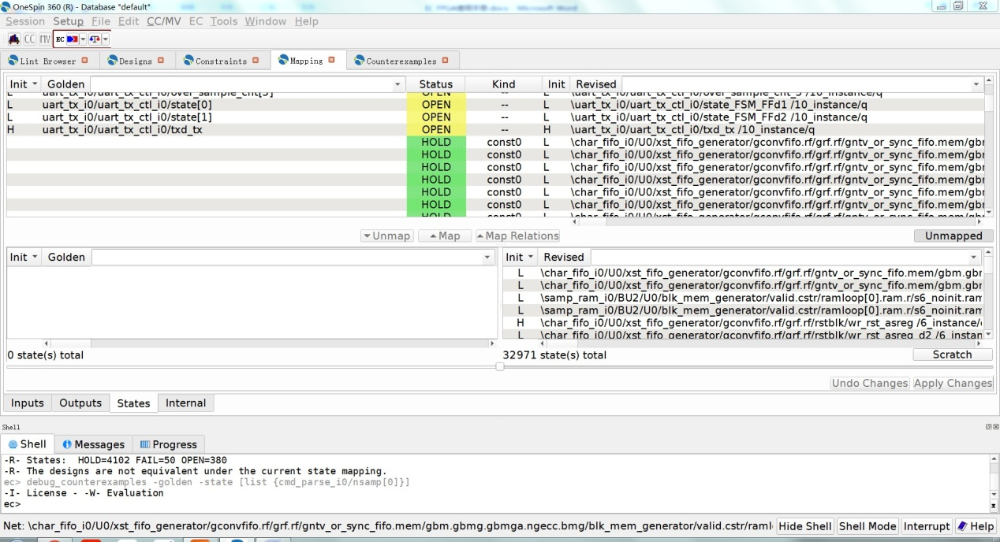 OneSpin 360 (R) - Database "default"
Session Setup File Edit CC/MV EC Tools Window Help
CC MV EC
Lint Browser Designs Constraints Mapping Counterexamples
Init Golden Status Kind Init Revised
L uart_tx_i0/uart_tx_ctl_i0/over_sample_cnt[3] OPEN -- L \uart_tx_i0/uart_tx_ctl_i0/over_sample_cnt_3 /10_instance/q
L uart_tx_i0/uart_tx_ctl_i0/state[0] OPEN -- L \uart_tx_i0/uart_tx_ctl_i0/state_FSM_FFd1 /10_instance/q
L uart_tx_i0/uart_tx_ctl_i0/state[1] OPEN -- L \uart_tx_i0/uart_tx_ctl_i0/state_FSM_FFd2 /10_instance/q
H uart_tx_i0/uart_tx_ctl_i0/txd_tx OPEN -- H \uart_tx_i0/uart_tx_ctl_i0/txd_tx /10_instance/q
HOLD const0 L \char_fifo_i0/U0/xst_fifo_generator/gconvfifo.rf/grf.rf/gntv_or_sync_fifo.mem/gbr
HOLD const0 L \char_fifo_i0/U0/xst_fifo_generator/gconvfifo.rf/grf.rf/gntv_or_sync_fifo.mem/gbr
HOLD const0 L \char_fifo_i0/U0/xst_fifo_generator/gconvfifo.rf/grf.rf/gntv_or_sync_fifo.mem/gbr
HOLD const0 L \char_fifo_i0/U0/xst_fifo_generator/gconvfifo.rf/grf.rf/gntv_or_sync_fifo.mem/gbr
HOLD const0 L \char_fifo_i0/U0/xst_fifo_generator/gconvfifo.rf/grf.rf/gntv_or_sync_fifo.mem/gbr
HOLD const0 L \char_fifo_i0/U0/xst_fifo_generator/gconvfifo.rf/grf.rf/gntv_or_sync_fifo.mem/gbr
HOLD const0 L \char_fifo_i0/U0/xst_fifo_generator/gconvfifo.rf/grf.rf/gntv_or_sync_fifo.mem/gbr
Unmap Map Map Relations Unmapped
Init Golden Init Revised
L \char_fifo_i0/U0/xst_fifo_generator/gconvfifo.rf/grf.rf/gntv_or_sync_fifo.mem/gbm.gbr
L \char_fifo_i0/U0/xst_fifo_generator/gconvfifo.rf/grf.rf/gntv_or_sync_fifo.mem/gbm.gbr
L \samp_ram_i0/BU2/U0/blk_mem_generator/valid.cstr/ramloop[0].ram.r/s6_noinit.ram
L \samp_ram_i0/BU2/U0/blk_mem_generator/valid.cstr/ramloop[0].ram.r/s6_noinit.ram
H \char_fifo_i0/U0/xst_fifo_generator/gconvfifo.rf/grf.rf/rstblk/wr_rst_asreg /6_instance/
L \char_fifo_i0/U0/xst_fifo_generator/gconvfifo.rf/grf.rf/rstblk/wr_rst_asreg_d2 /6_instan
0 state(s) total 32971 state(s) total Scratch
Undo Changes Apply Changes
Inputs Outputs States Internal
Shell
Shell Messages Progress
-R- States: HOLD=4102 FAIL=50 OPEN=380
-R- The designs are not equivalent under the current state mapping.
ec> debug_counterexamples -golden -state [list {cmd_parse_i0/nsamp[0]}]
-I- License - -W- Evaluation
ec>
Net: \char_fifo_i0/U0/xst_fifo_generator/gconvfifo.rf/grf.rf/gntv_or_sync_fifo.mem/gbm.gbmg.gbmga.ngecc.bmg/blk_mem_generator/valid.cstr/raml Hide Shell Shell Mode Interrupt Help